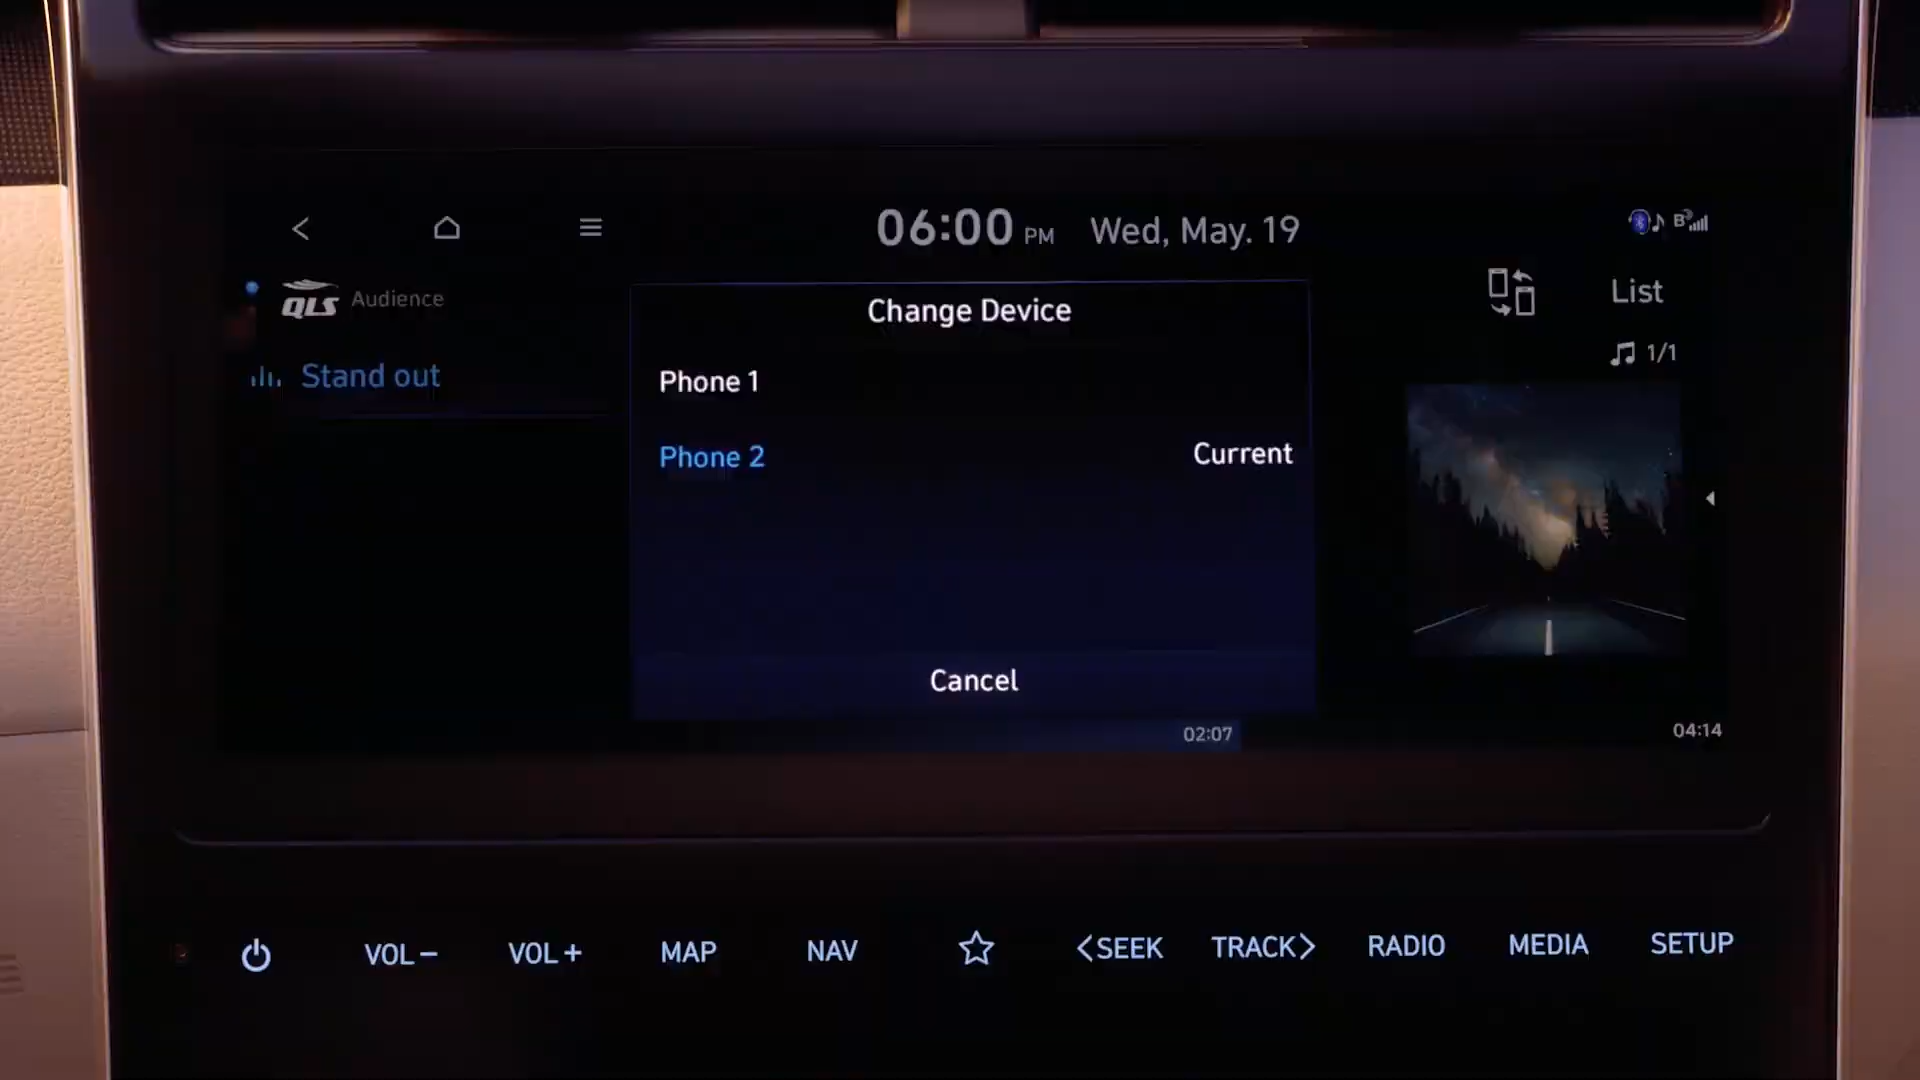 06:00 PM Wed, May. 19
B
QLS Audience
Change Device
List
1/1
Stand out
Phone 1
Phone 2 Current
Cancel
02:07
04:14
VOL− VOL+ MAP NAV <SEEK TRACK> RADIO MEDIA SETUP